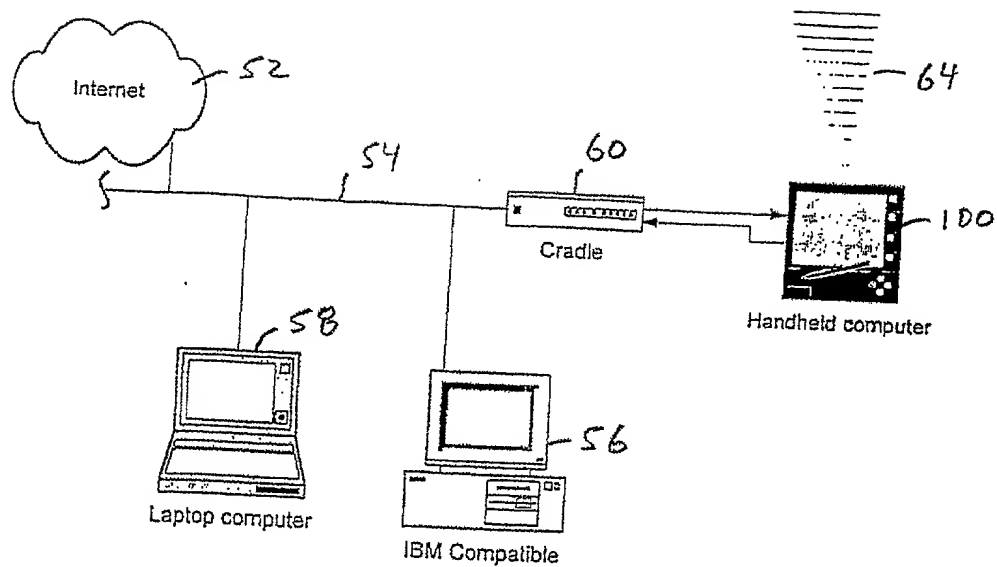 Internet
52
64
54
60
100
Cradle
Handheld computer
58
56
Laptop computer
IBM Compatible